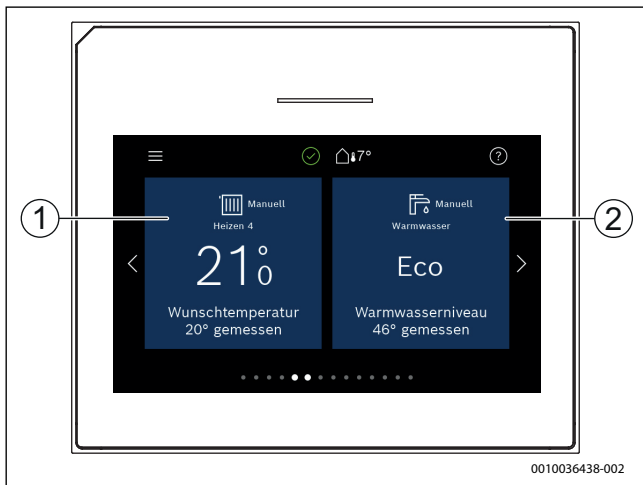 7°
?
1
Manuell
Heizen 4
21°0
Wunschtemperatur
20° gemessen
2
Manuell
Warmwasser
Eco
Warmwasserniveau
46° gemessen
0010036438-002